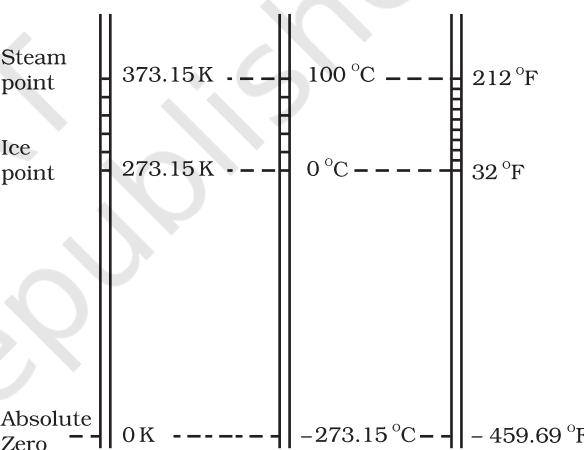 Steam
point
373.15 K
100 °C
212 °F
Ice
point
273.15 K
0 °C
32 °F
Absolute
Zero
0 K
–273.15 °C
– 459.69 °F